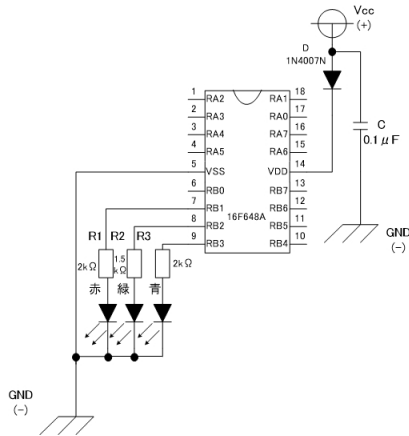 Vcc
(+)
D
1N4007N
1 RA2 RA1 18
2 RA3 RA0 17
3 RA4 RA7 16
4 RA5 RA6 15
5 VSS VDD 14
6 RB0 RB7 13
7 RB1 RB6 12
8 RB2 RB5 11
9 RB3 RB4 10
16F648A
C
0.1μF
GND
(-)
R1 R2 R3
2kΩ
1.5
kΩ
2kΩ
赤 緑 青
GND
(-)